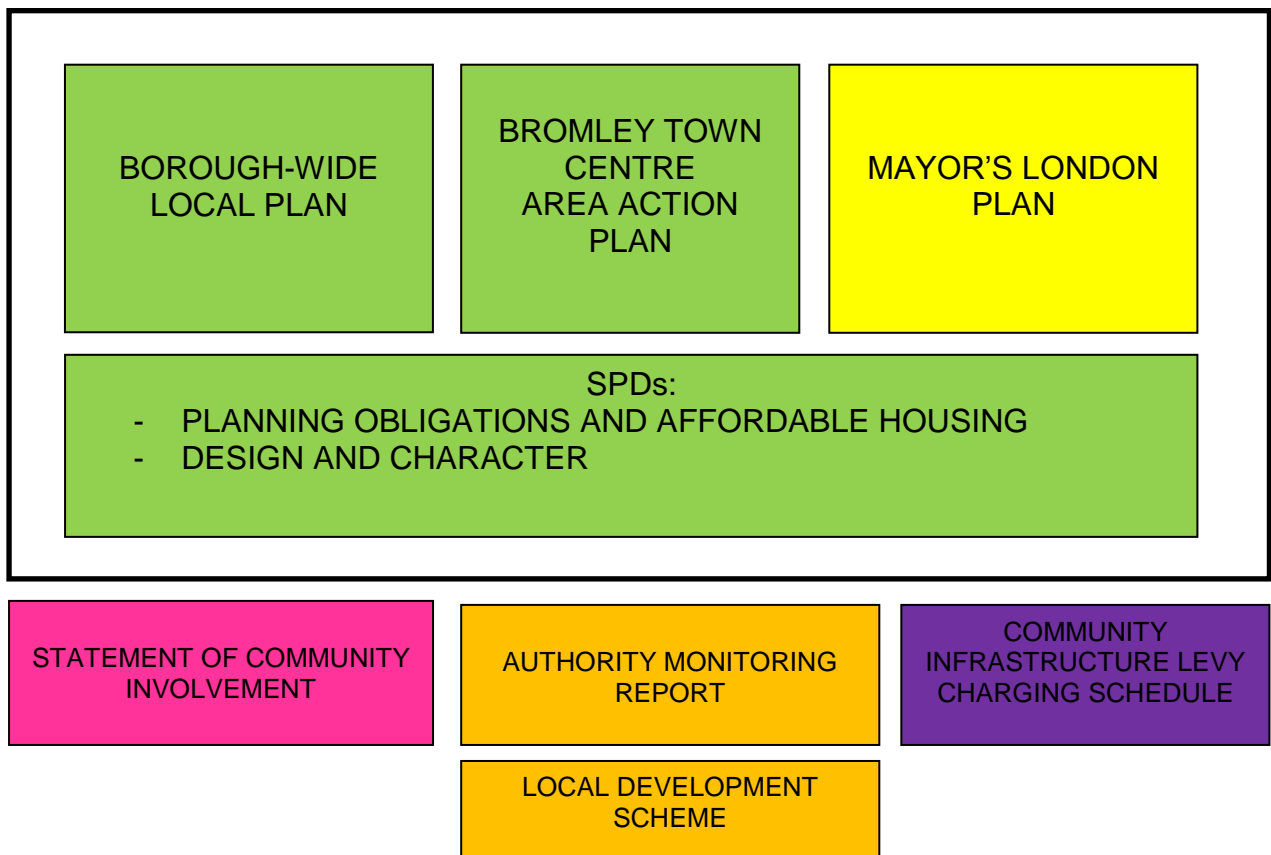 BOROUGH-WIDE
LOCAL PLAN
BROMLEY TOWN
CENTRE
AREA ACTION
PLAN
MAYOR’S LONDON
PLAN
SPDs:
- PLANNING OBLIGATIONS AND AFFORDABLE HOUSING
- DESIGN AND CHARACTER
STATEMENT OF COMMUNITY
INVOLVEMENT
AUTHORITY MONITORING
REPORT
COMMUNITY
INFRASTRUCTURE LEVY
CHARGING SCHEDULE
LOCAL DEVELOPMENT
SCHEME